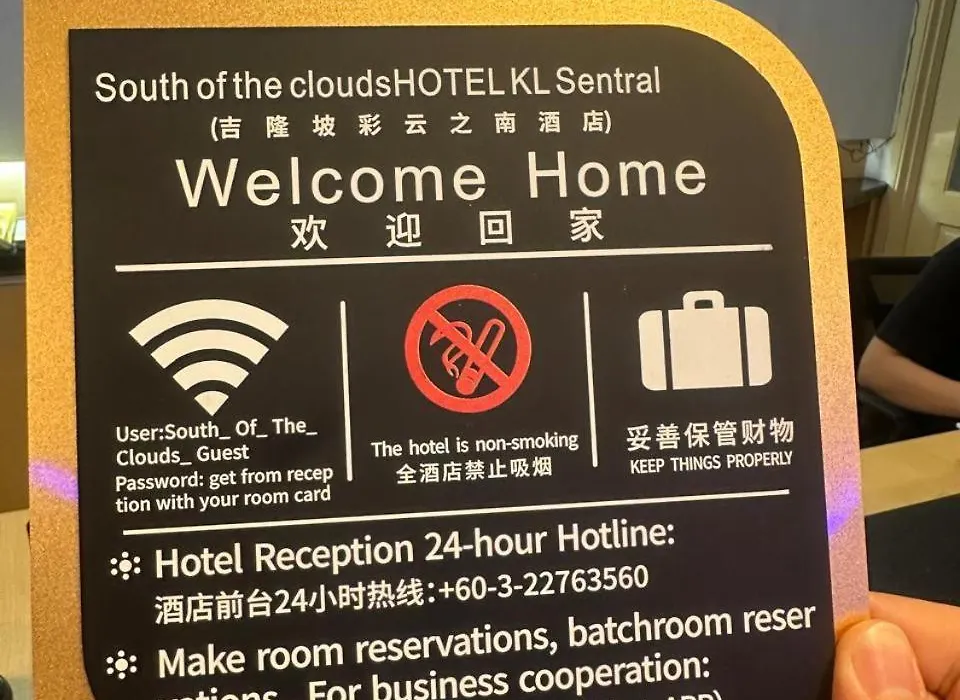 South of the cloudsHOTEL KL Sentral
(吉隆坡彩云之南酒店)
Welcome Home
欢迎回家
User:South_ Of_ The_
Clouds_ Guest
Password: get from recep
tion with your room card
The hotel is non-smoking
全酒店禁止吸烟
妥善保管财物
KEEP THINGS PROPERLY
Hotel Reception 24-hour Hotline:
酒店前台24小时热线:+60-3-22763560
Make room reservations, batchroom reser
vations. For business cooperation:
APP)